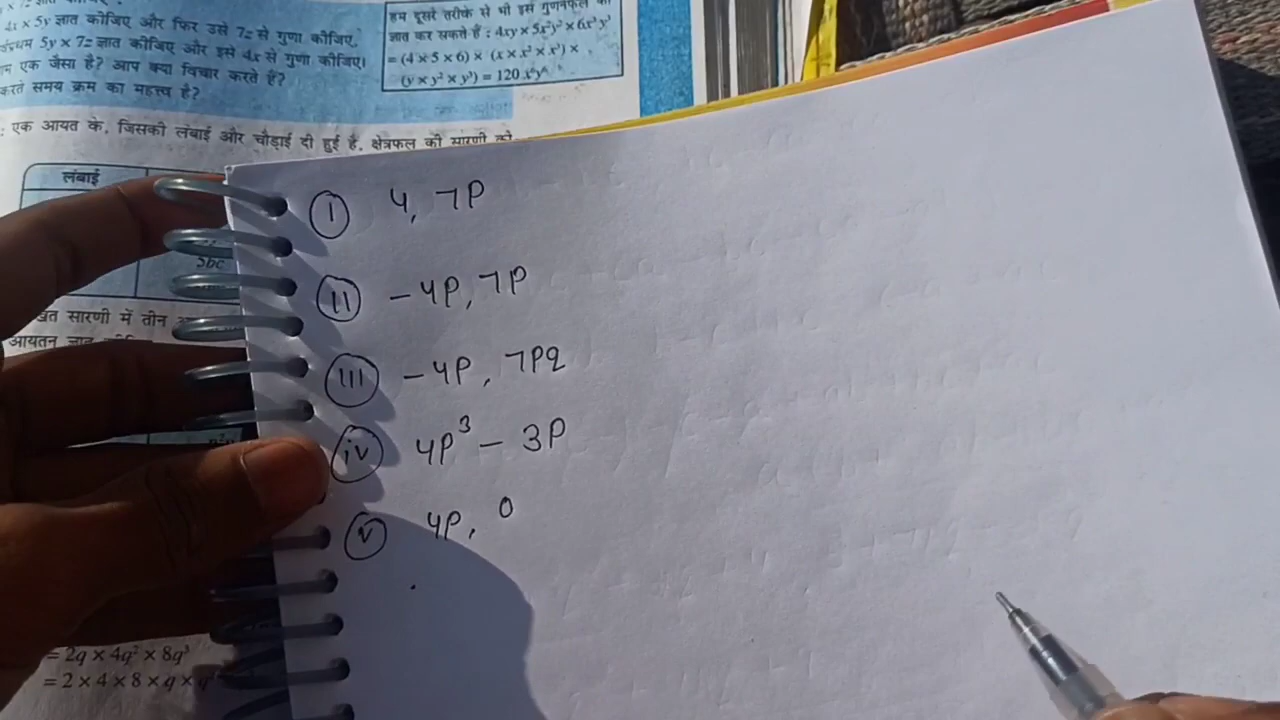 4x × 5y ज्ञात कीजिए और फिर उसे 7z से गुणा कीजिए,
5y × 7z ज्ञात कीजिए और इसे 4x से गुणा कीजिए।
एक जैसा है? आप क्या विचार करते हैं?
करते समय क्रम का महत्त्व है?
हम दूसरे तरीके से भी इस गुणनफल को
ज्ञात कर सकते हैं : 4xy × 5x²y² × 6x³y³
= (4 × 5 × 6) × (x × x² × x³) ×
(y × y² × y³) = 120 x⁶y⁶
: एक आयत के, जिसकी लंबाई और चौड़ाई दी हुई है, क्षेत्रफल की सारणी को
लंबाई
5bc
सारणी में तीन
आयतन ज्ञात
= 2q × 4q² × 8q³
= 2 × 4 × 8 × q × q
(I) 4, 7P
(II) -4P, 7P
(III) -4P, 7Pq
(iv) 4P³ - 3P
(v) 4P, 0